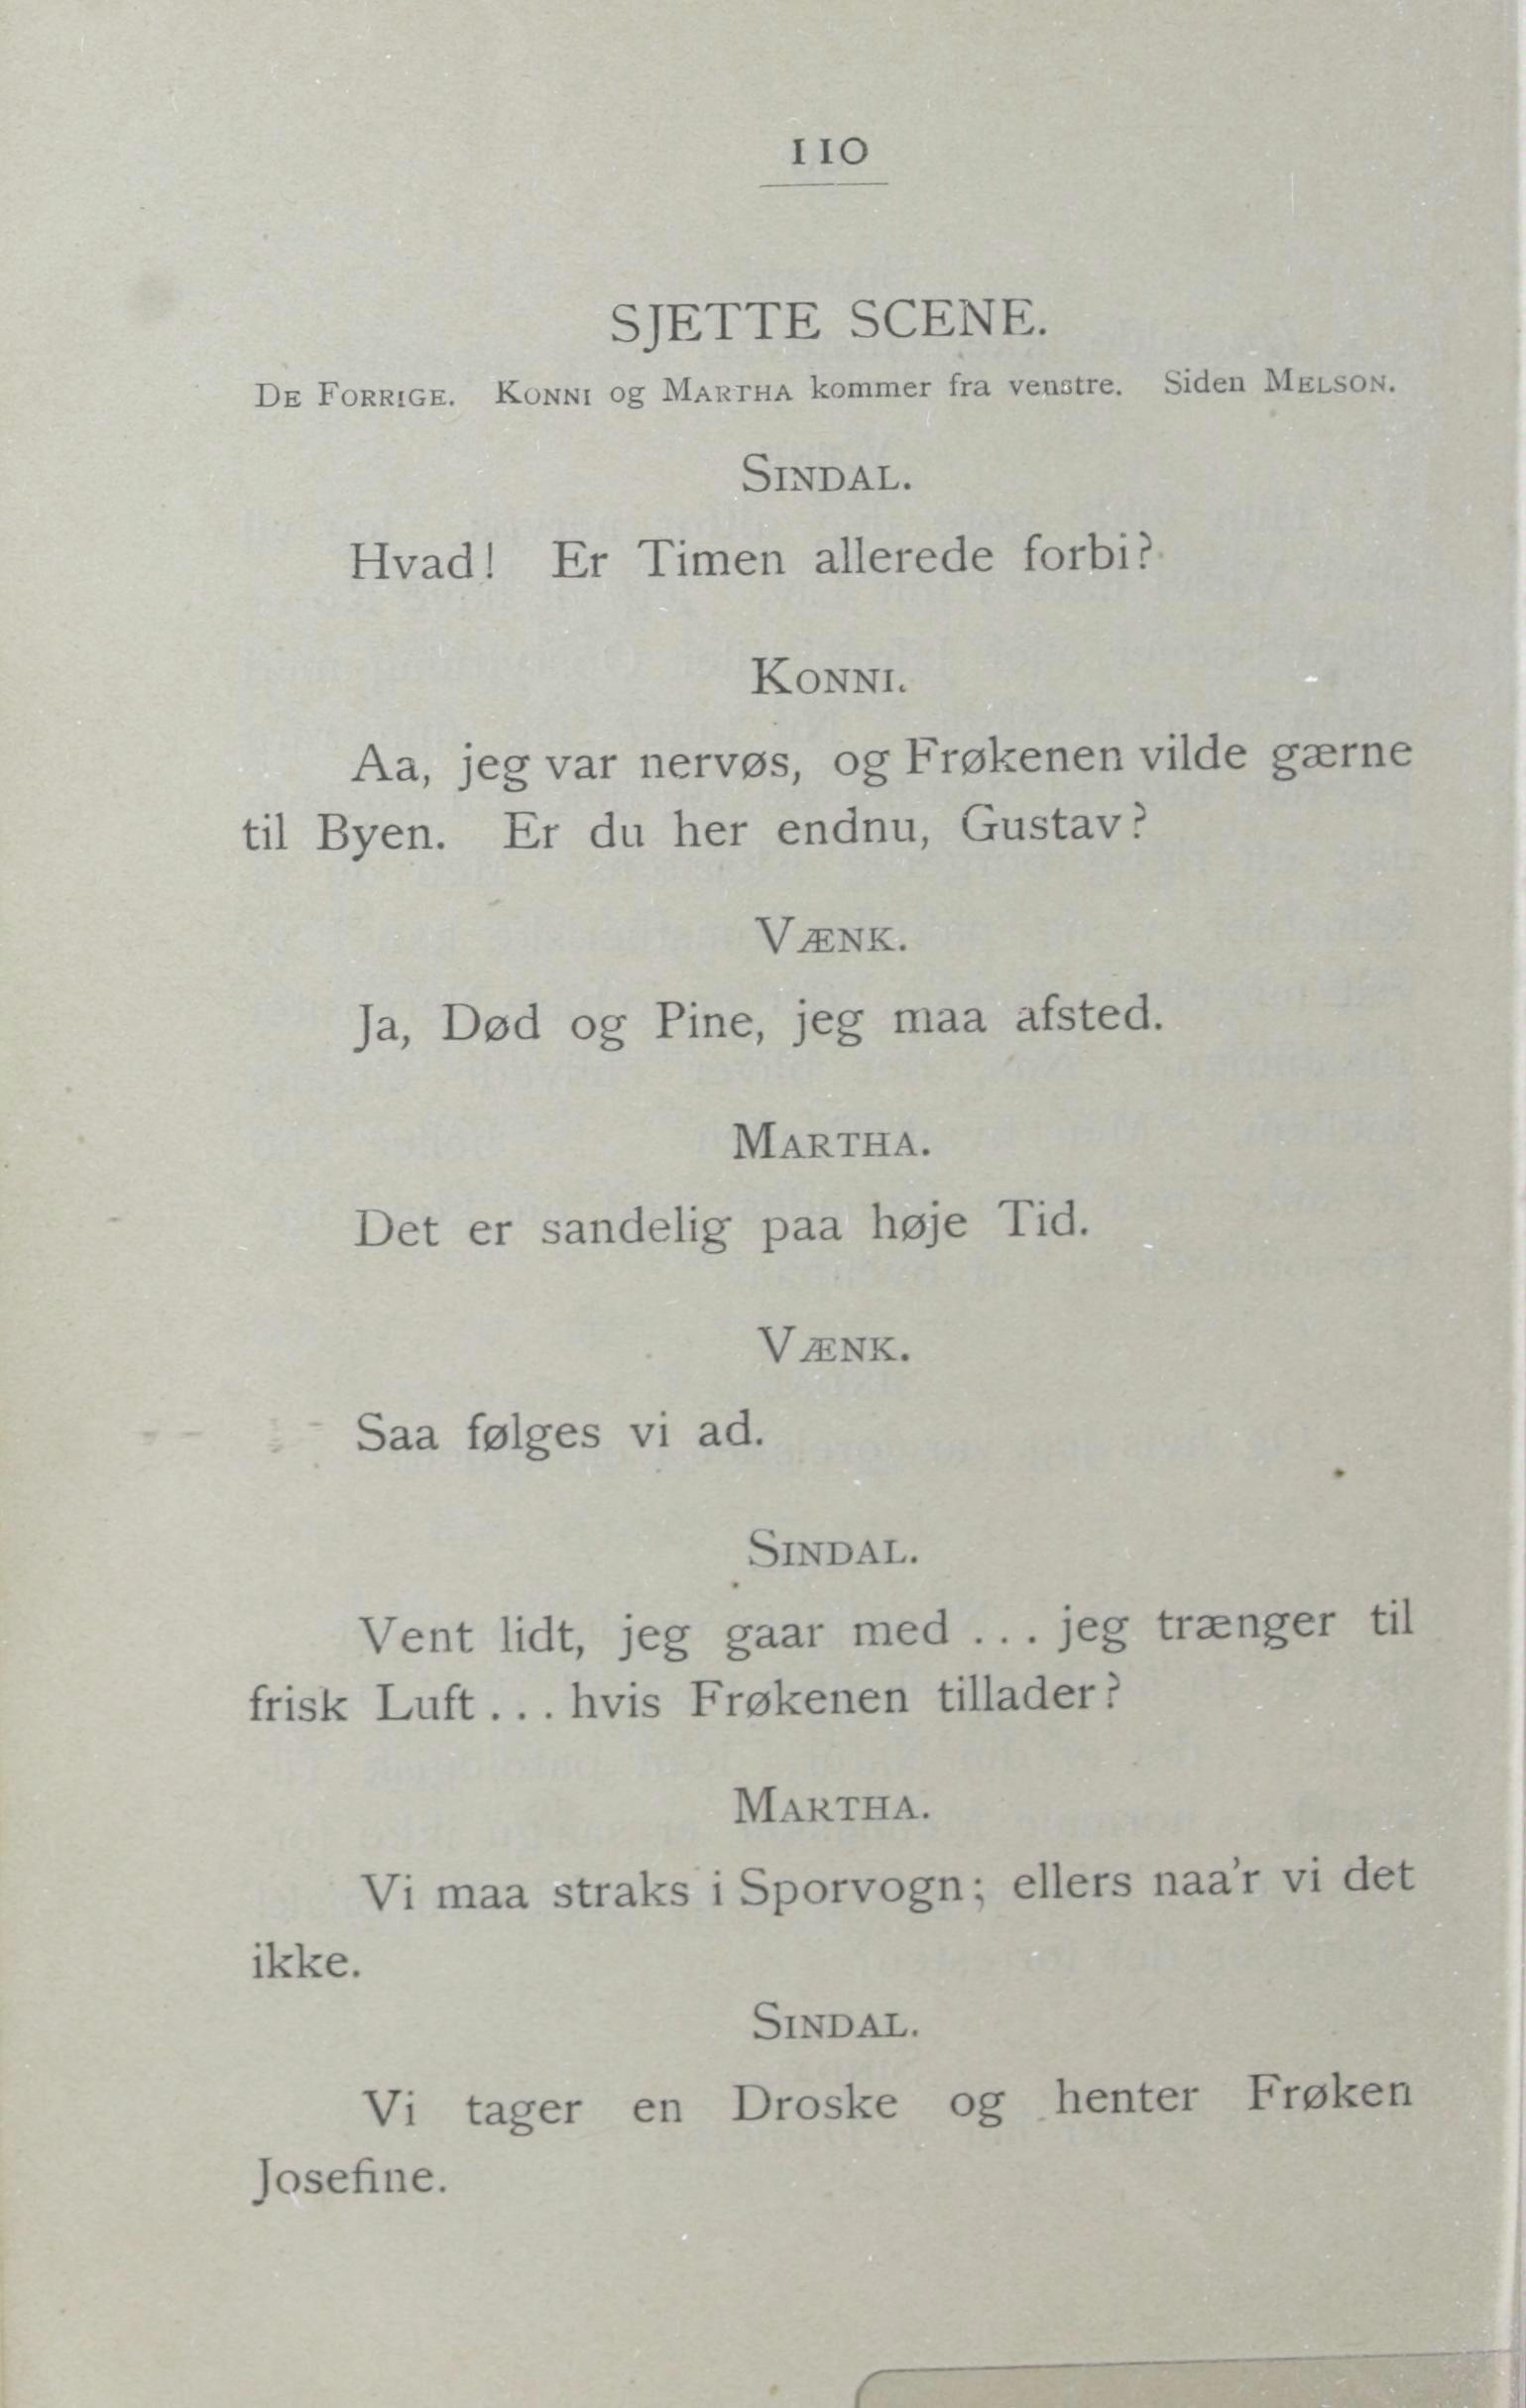 110
SJETTE SCENE.
DE FORRIGE. KONNI og MARTHA kommer fra venstre. Siden MELSON.
SINDAL.
Hvad! Er Timen allerede forbi?
KONNI.
Aa, jeg var nervøs, og Frøkenen vilde gærne
til Byen. Er du her endnu, Gustav?
VÆNK.
Ja, Død og Pine, jeg maa afsted.
MARTHA.
Det er sandelig paa høje Tid.
VÆNK.
Saa følges vi ad.
SINDAL.
Vent lidt, jeg gaar med ... jeg trænger til
frisk Luft ... hvis Frøkenen tillader?
MARTHA.
Vi maa straks i Sporvogn; ellers naa'r vi det
ikke.
SINDAL.
Vi tager en Droske og henter Frøken
Josefine.